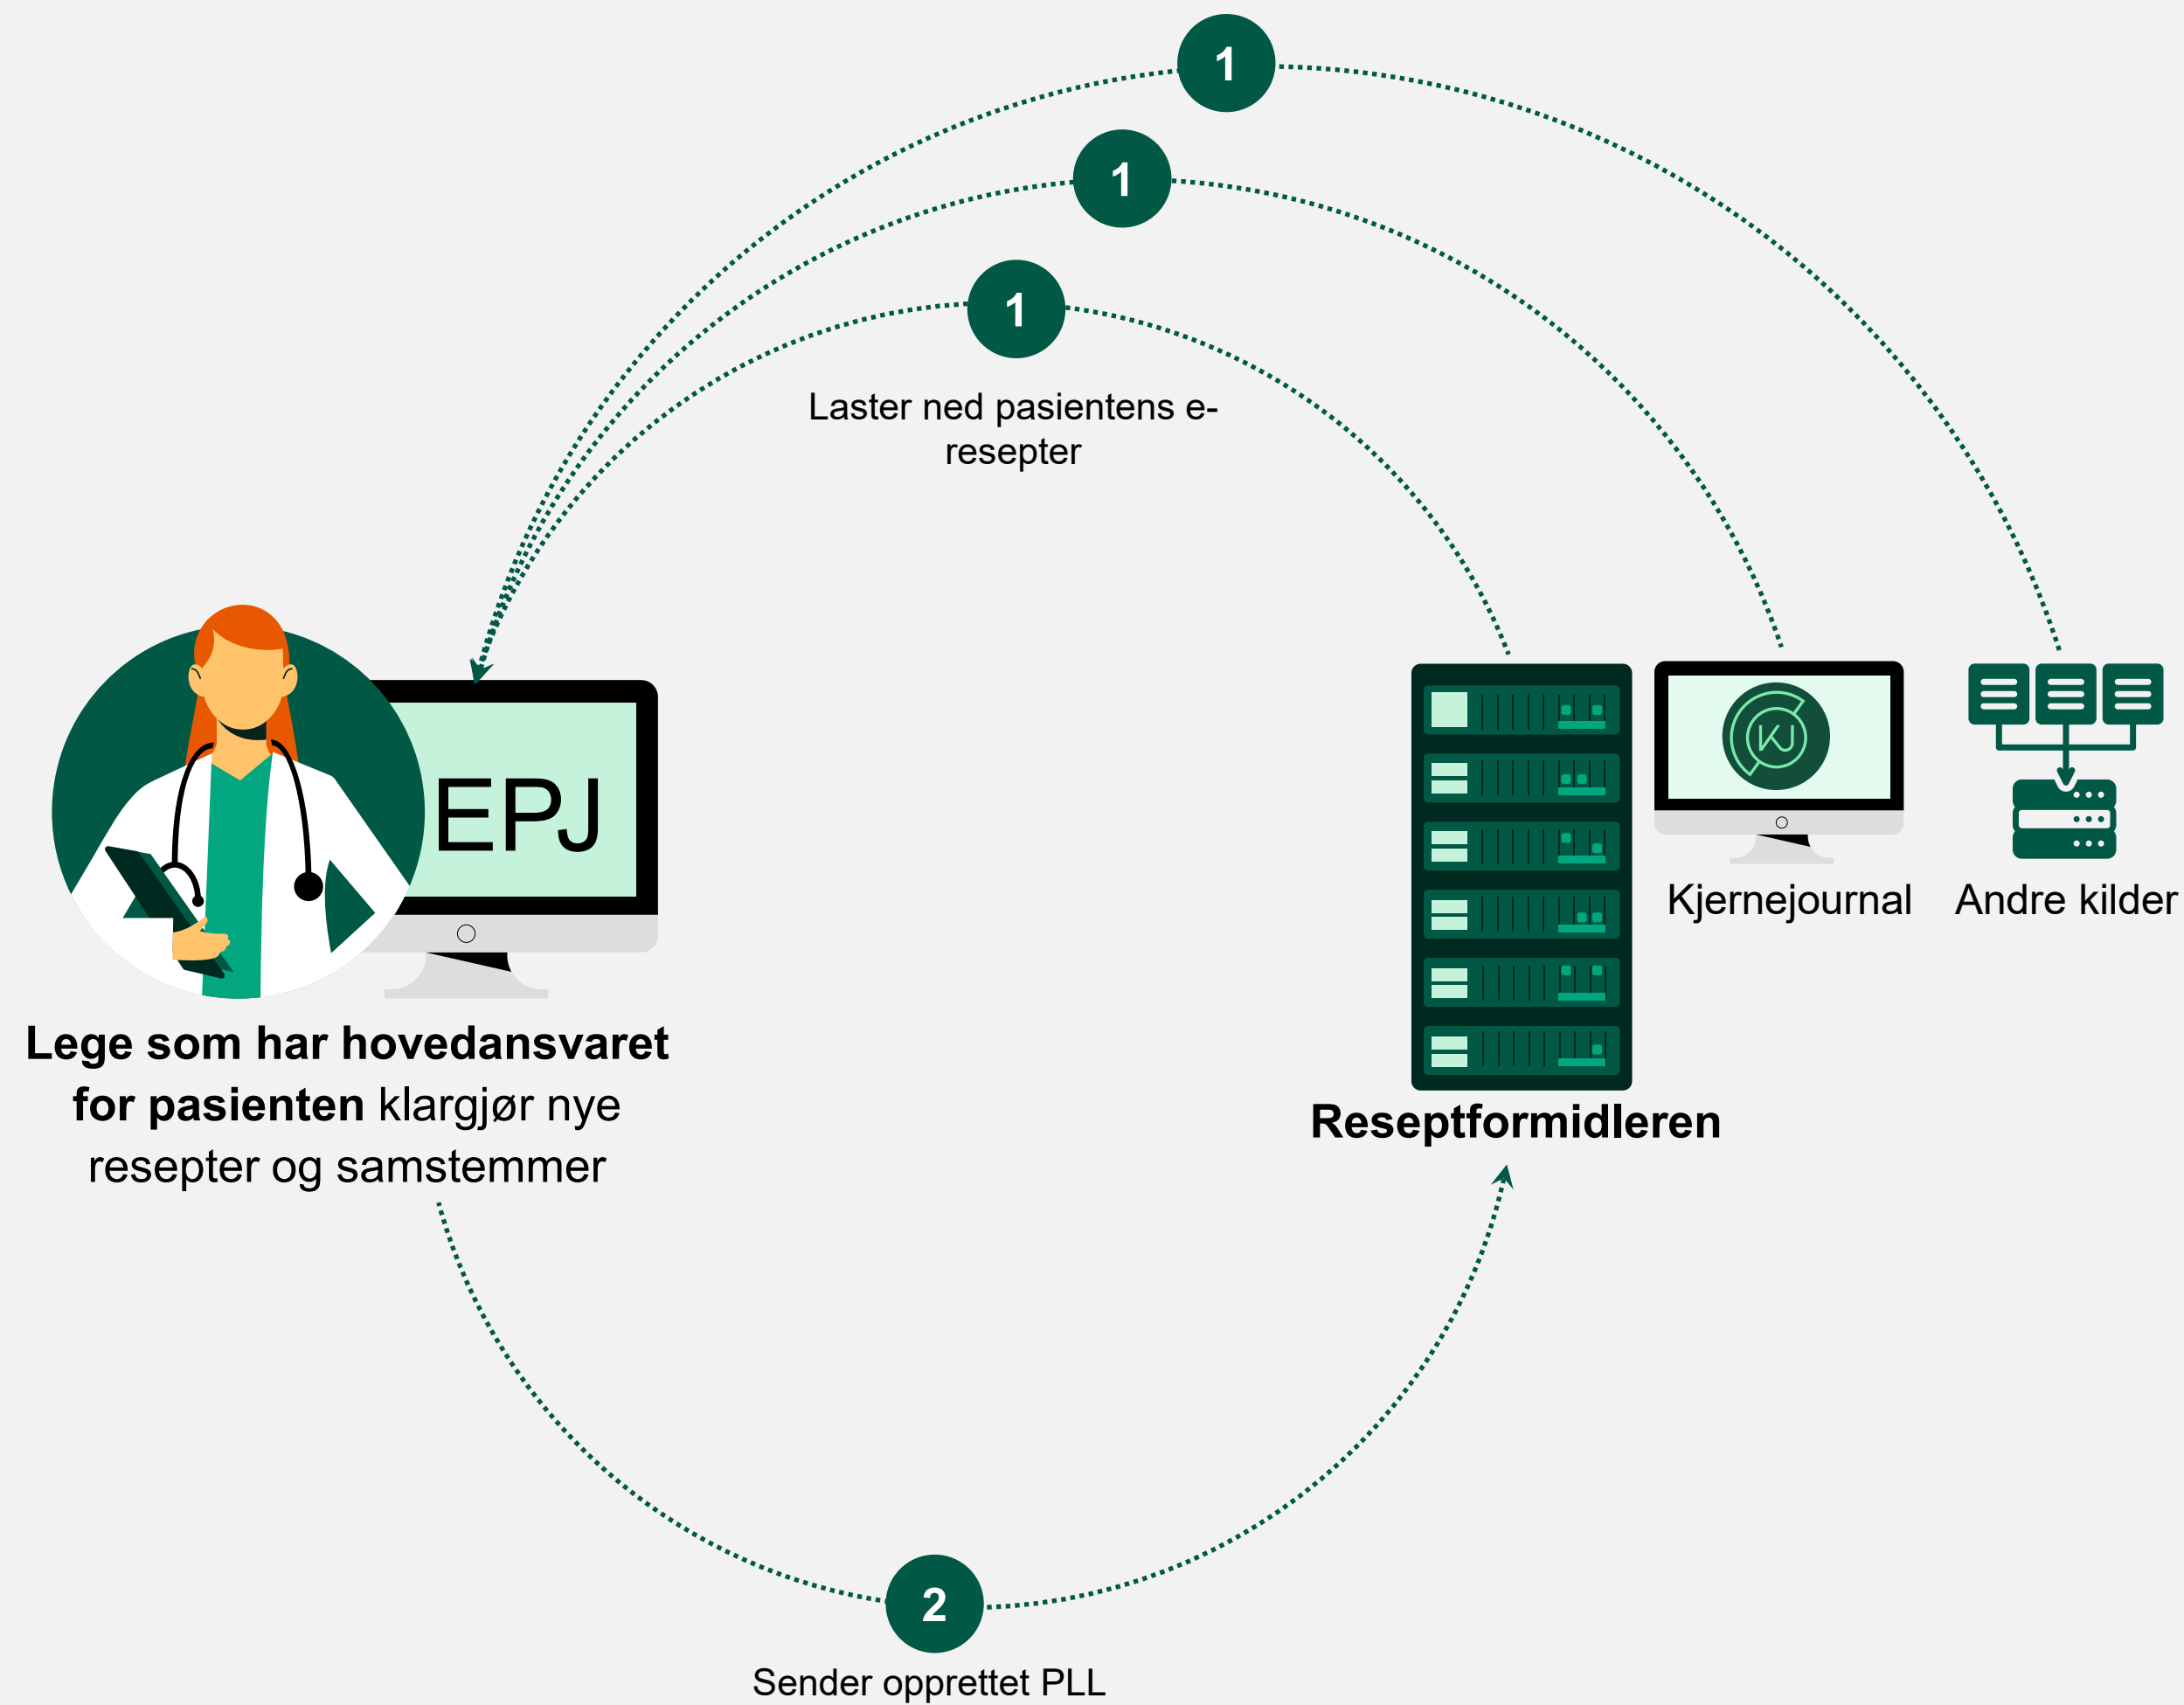 1
1
1
Laster ned pasientens e-
resepter
EPJ
KJ
Kjernejournal
Andre kilder
Lege som har hovedansvaret
for pasienten klargjør nye
resepter og samstemmer
Reseptformidleren
2
Sender opprettet PLL